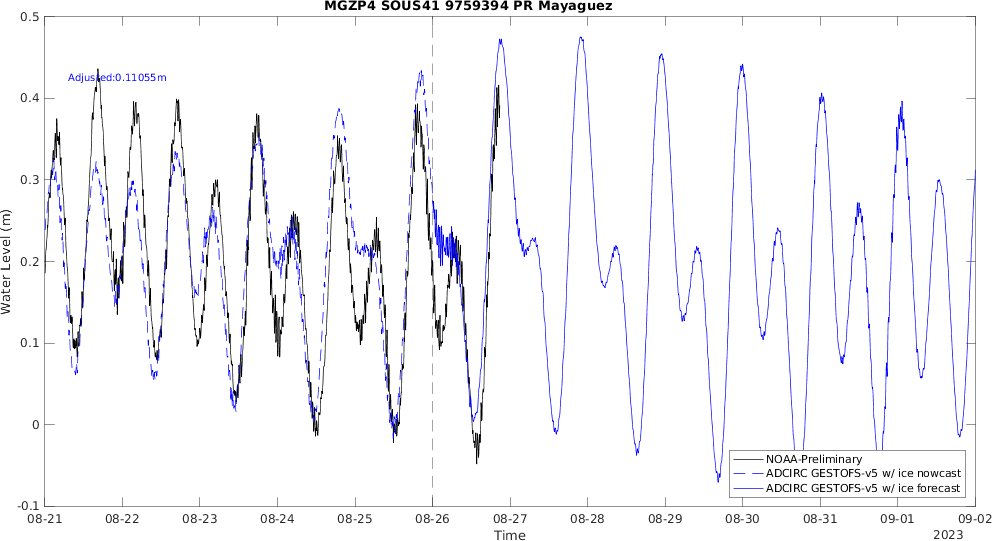 MGZP4 SOUS41 9759394 PR Mayaguez
Adjusted:0.11055m
0.5
0.4
0.3
0.2
0.1
0
-0.1
Water Level (m)
NOAA-Preliminary
ADCIRC GESTOFS-v5 w/ ice nowcast
ADCIRC GESTOFS-v5 w/ ice forecast
08-21 08-22 08-23 08-24 08-25 08-26 08-27 08-28 08-29 08-30 08-31 09-01 09-02
Time
2023